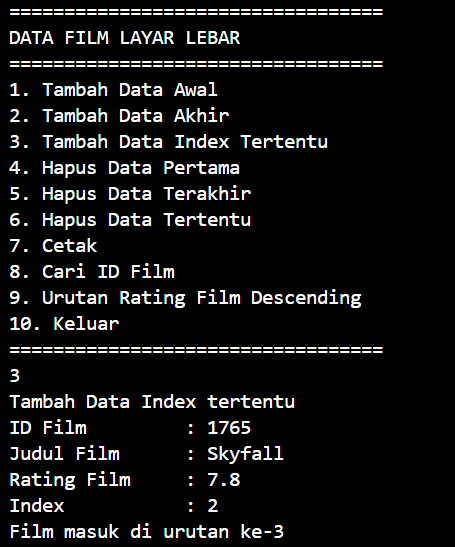 ==================================
DATA FILM LAYAR LEBAR
==================================
1. Tambah Data Awal
2. Tambah Data Akhir
3. Tambah Data Index Tertentu
4. Hapus Data Pertama
5. Hapus Data Terakhir
6. Hapus Data Tertentu
7. Cetak
8. Cari ID Film
9. Urutan Rating Film Descending
10. Keluar
==================================
3
Tambah Data Index tertentu
ID Film         : 1765
Judul Film      : Skyfall
Rating Film     : 7.8
Index           : 2
Film masuk di urutan ke-3